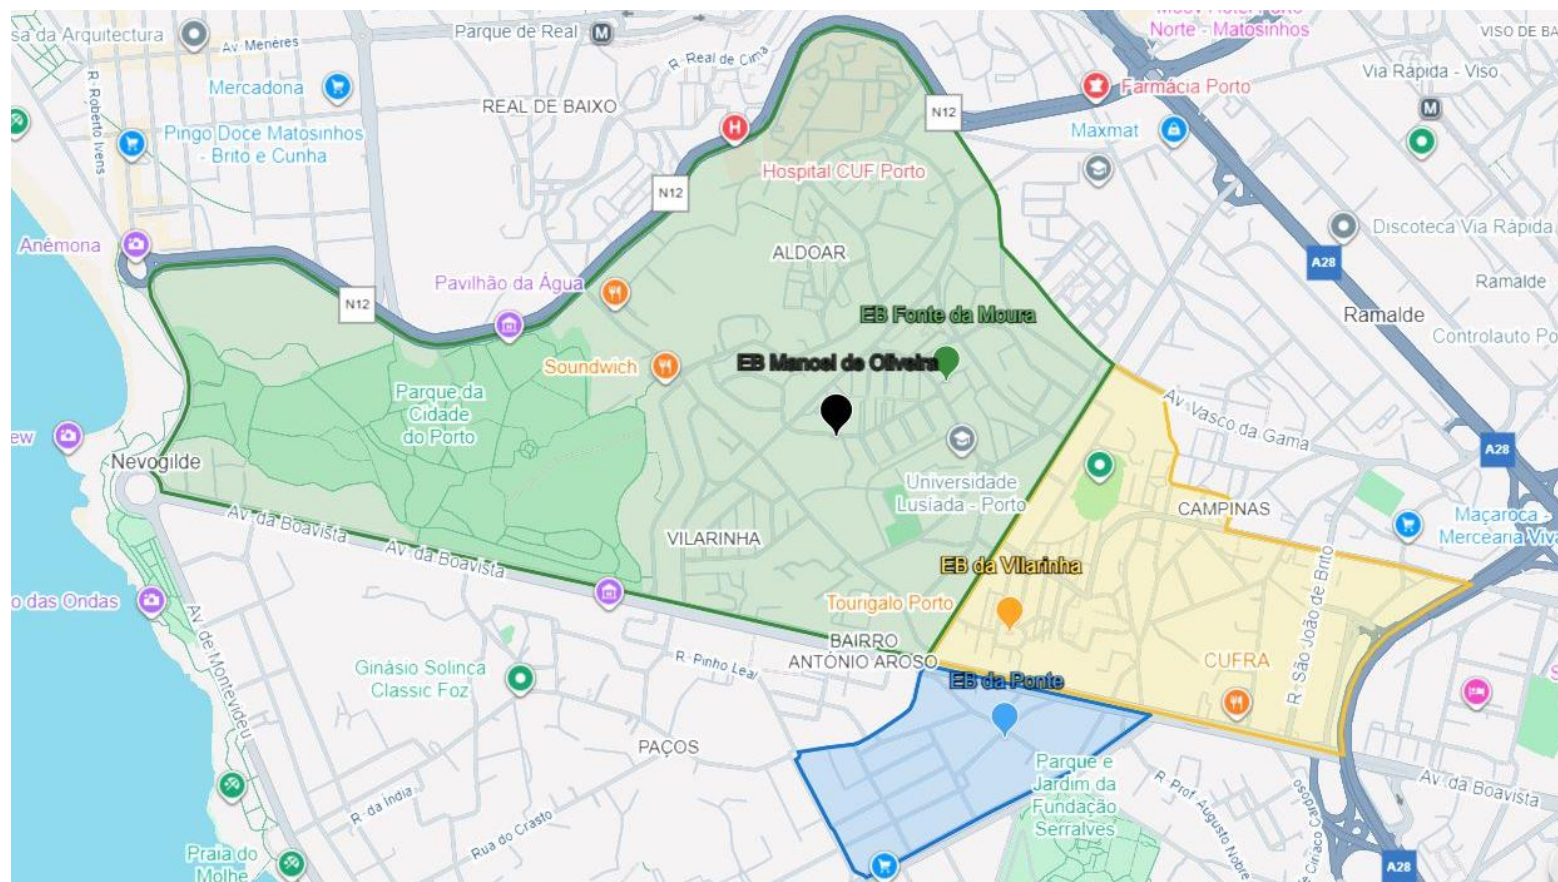 sa da Arquitectura
Av. Menéres
Parque de Real
M
R. Real de Cima
Norte - Matosinhos
VISO DE BA
Via Rápida - Viso
M
Farmácia Porto
Mercadona
R. Roberto Ivens
REAL DE BAIXO
N12
Maxmat
Pingo Doce Matosinhos
- Brito e Cunha
H
Hospital CUF Porto
N12
Discoteca Via Rápida
Anémona
ALDOAR
A28
Pavilhão da Água
Ramalde
N12
EB Fonte da Moura
Ramalde
Controlauto Po
Soundwich
EB Manoel de Oliveira
Parque da
Cidade
do Porto
Av. Vasco da Gama
ew
A28
Nevogilde
Universidade
Lusíada - Porto
CAMPINAS
Maçaroca -
Mercearia Viva
Av. da Boavista
Av. da Boavista
VILARINHA
EB da Vilarinha
R. São João de Brito
o das Ondas
Tourigalo Porto
Av. de Montevideu
BAIRRO
ANTÓNIO AROSO
R. Pinho Leal
CUFRA
Ginásio Solinca
Classic Foz
EB da Ponte
PAÇOS
Parque e
Jardim da
Fundação
Serralves
R. Prof. Augusto Nobre
Av. da Boavista
R. da Índia
Rua do Crasto
Praia do
Molhe
A28